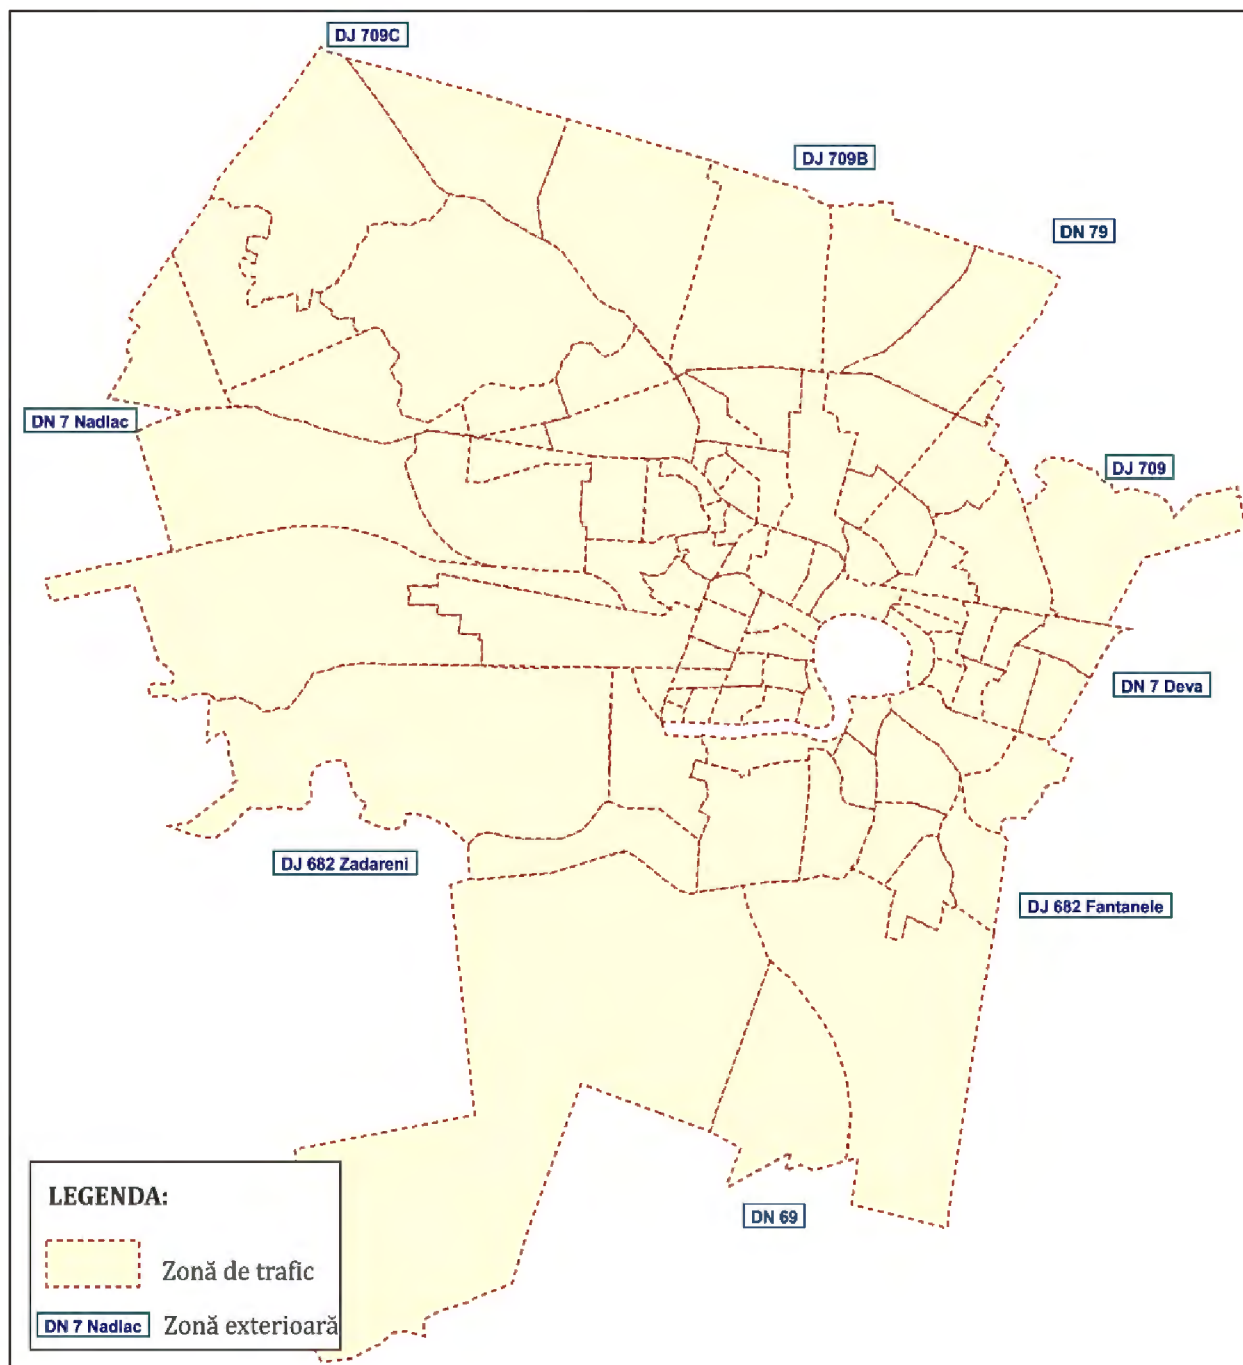 DJ 709C
DJ 709B
DN 79
DN 7 Nadlac
DJ 709
DN 7 Deva
DJ 682 Zadareni
DJ 682 Fantanele
DN 69
LEGENDA:
Zonă de trafic
DN 7 Nadlac Zonă exterioară